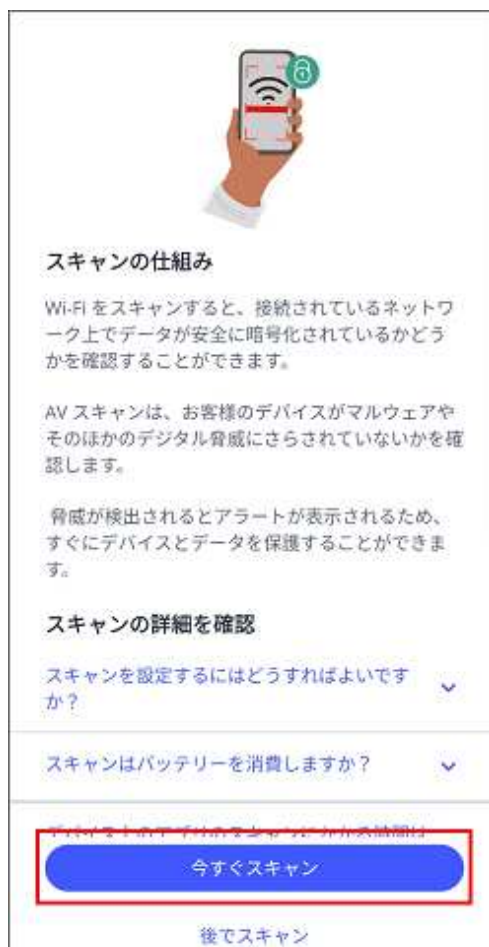 スキャンの仕組み
Wi-Fi をスキャンすると、接続されているネットワ
ーク上でデータが安全に暗号化されているかどう
かを確認することができます。
AV スキャンは、お客様のデバイスがマルウェアや
そのほかのデジタル脅威にさらされていないかを確
認します。
脅威が検出されるとアラートが表示されるため、
すぐにデバイスとデータを保護することができま
す。
スキャンの詳細を確認
スキャンを設定するにはどうすればよいです
か？
スキャンはバッテリーを消費しますか？
今すぐスキャン
後でスキャン